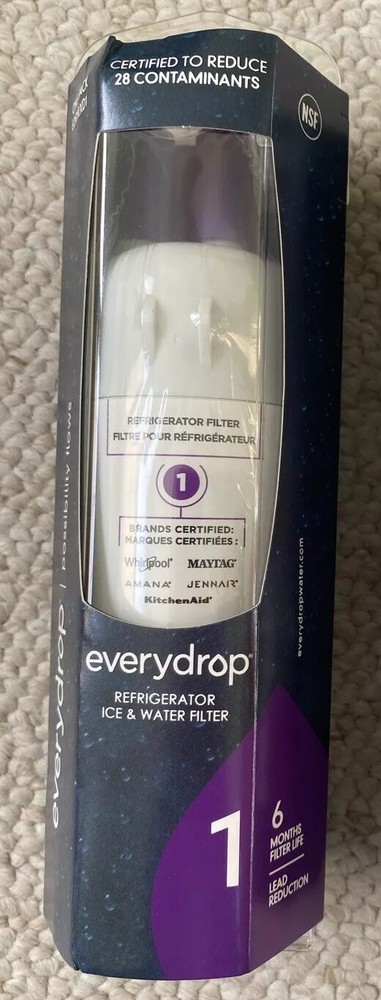 CERTIFIED TO REDUCE
28 CONTAMINANTS
NSF
REFRIGERATOR FILTER
FILTRE POUR RÉFRIGÉRATEUR
1
BRANDS CERTIFIED:
MARQUES CERTIFIÉES :
Whirlpool® MAYTAG®
AMANA® JENNAIR®
KitchenAid®
everydrop®
REFRIGERATOR
ICE & WATER FILTER
1
6
MONTHS
FILTER LIFE
LEAD
REDUCTION
everydrop | possibility flows
everydropwater.com